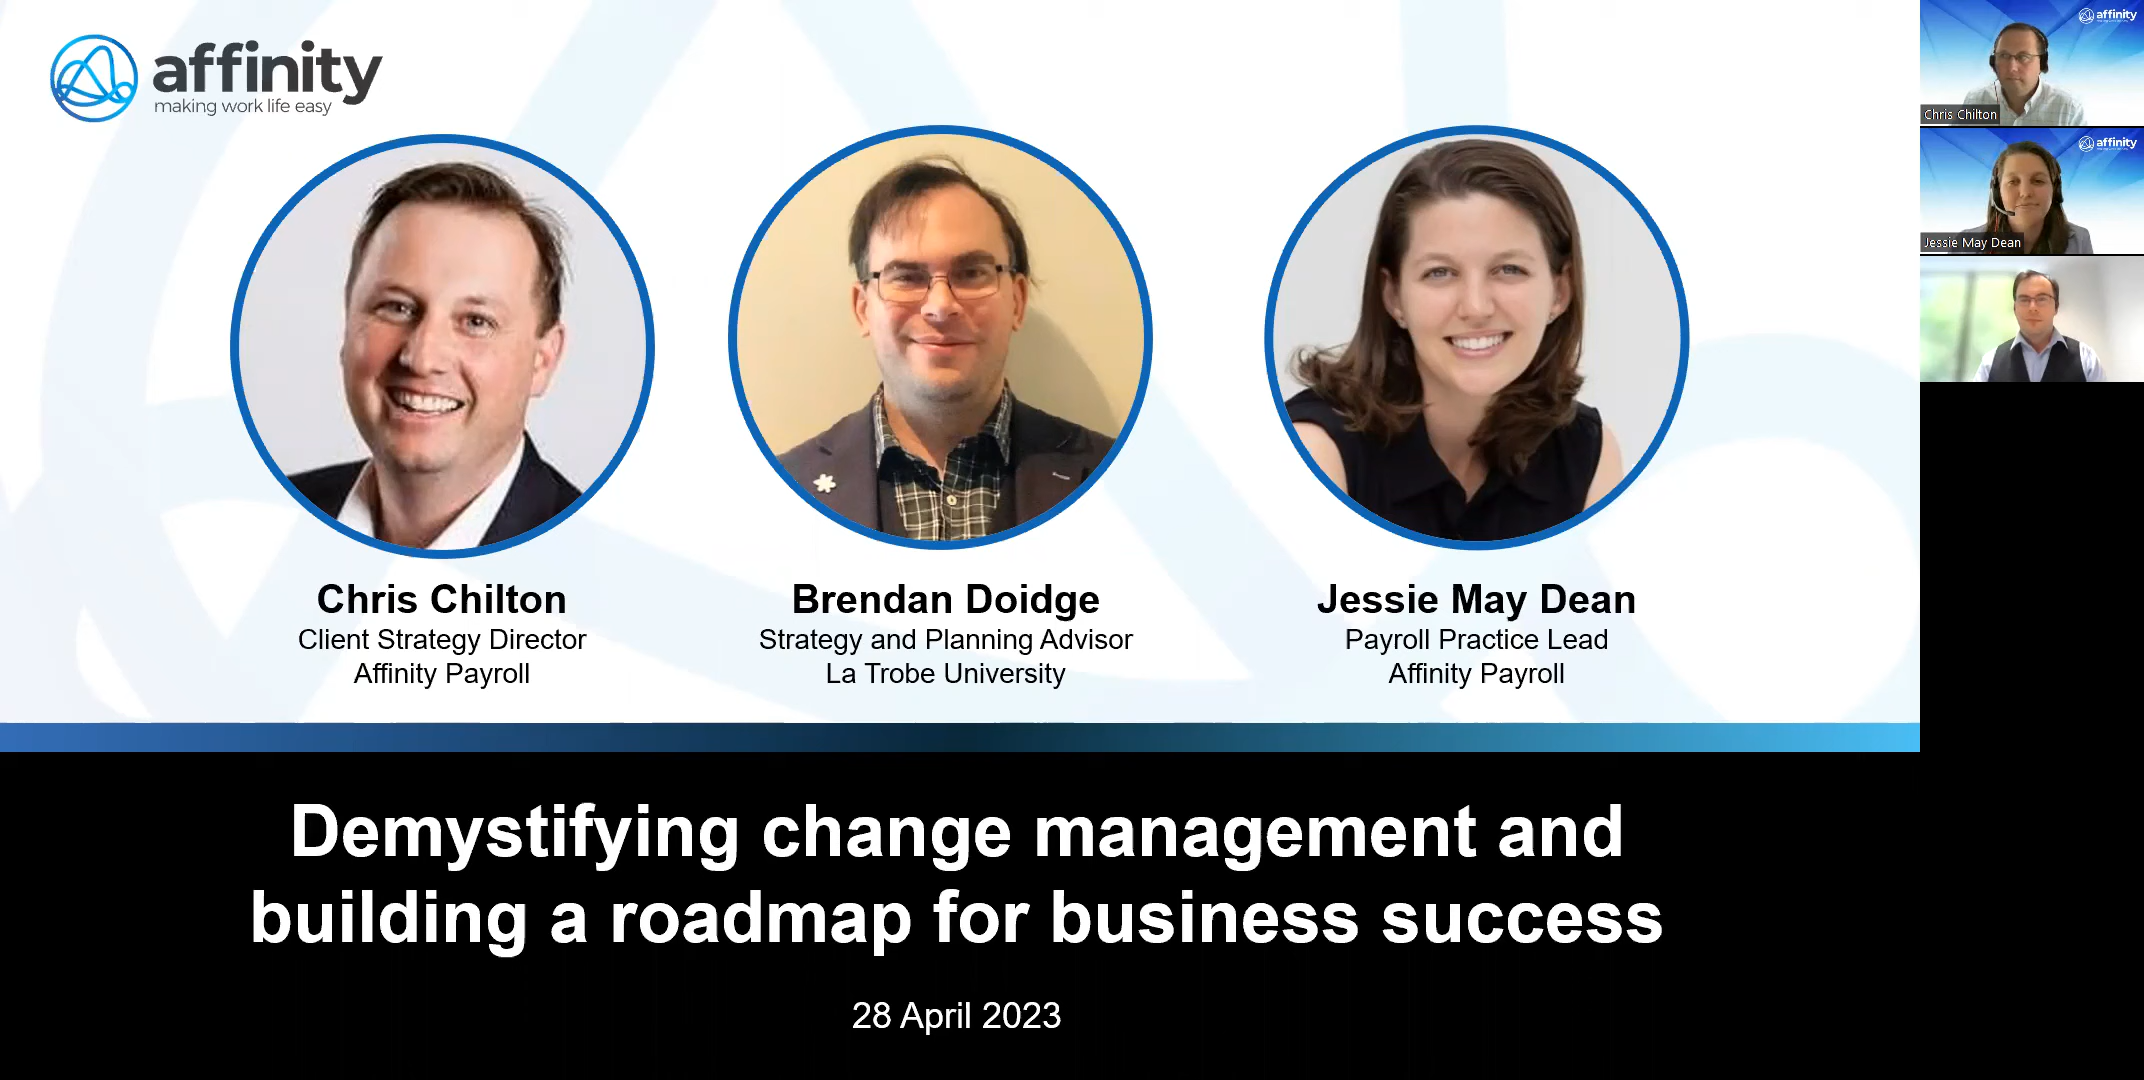 affinity
making work life easy
Chris Chilton
Client Strategy Director
Affinity Payroll
Brendan Doidge
Strategy and Planning Advisor
La Trobe University
Jessie May Dean
Payroll Practice Lead
Affinity Payroll
Demystifying change management and
building a roadmap for business success
28 April 2023
affinity
Chris Chilton
affinity
Jessie May Dean